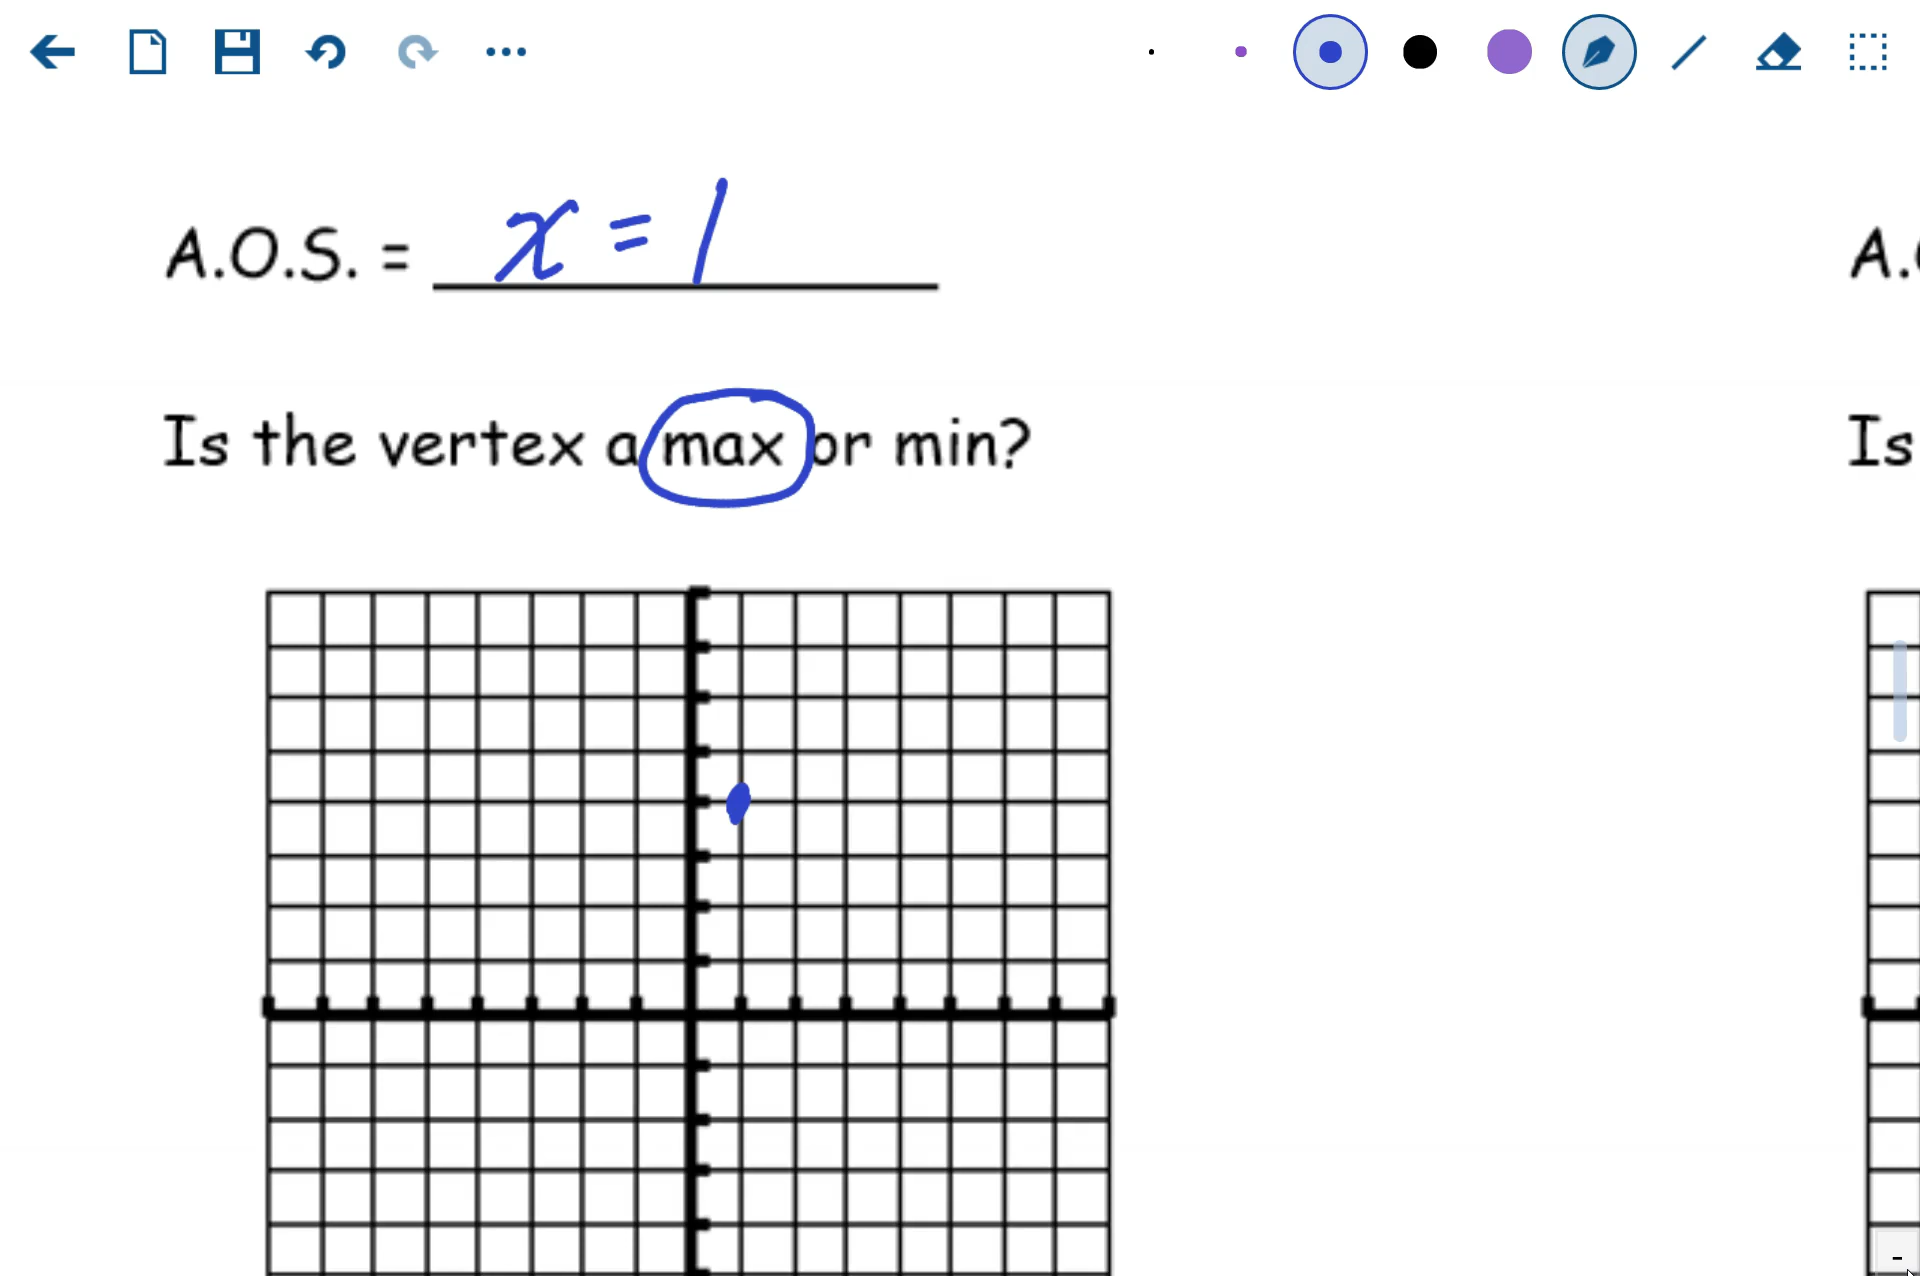 A.O.S. = x = 1
Is the vertex a max or min?
A.
Is